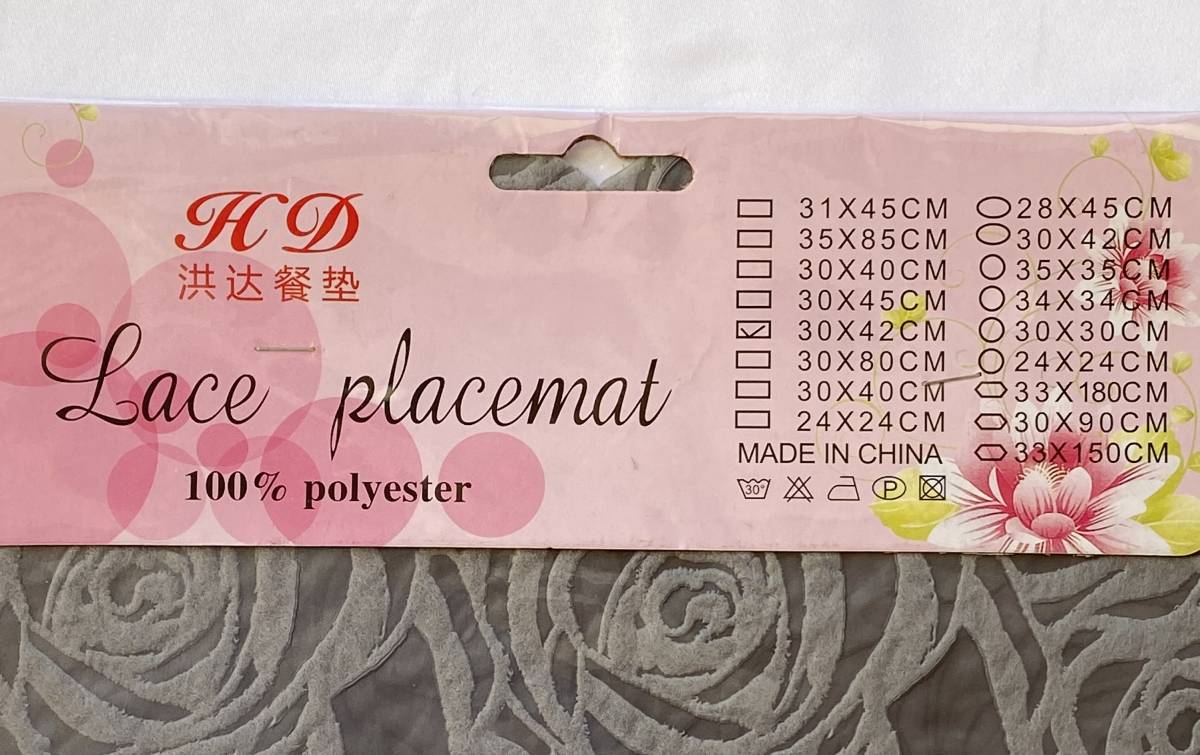 HD
洪达餐垫
Lace placemat
100% polyester
31X45CM
35X85CM
30X40CM
30X45CM
30X42CM
30X80CM
30X40CM
24X24CM
MADE IN CHINA
30°
P
28X45CM
30X42CM
35X35CM
34X34CM
30X30CM
24X24CM
33X180CM
30X90CM
33X150CM